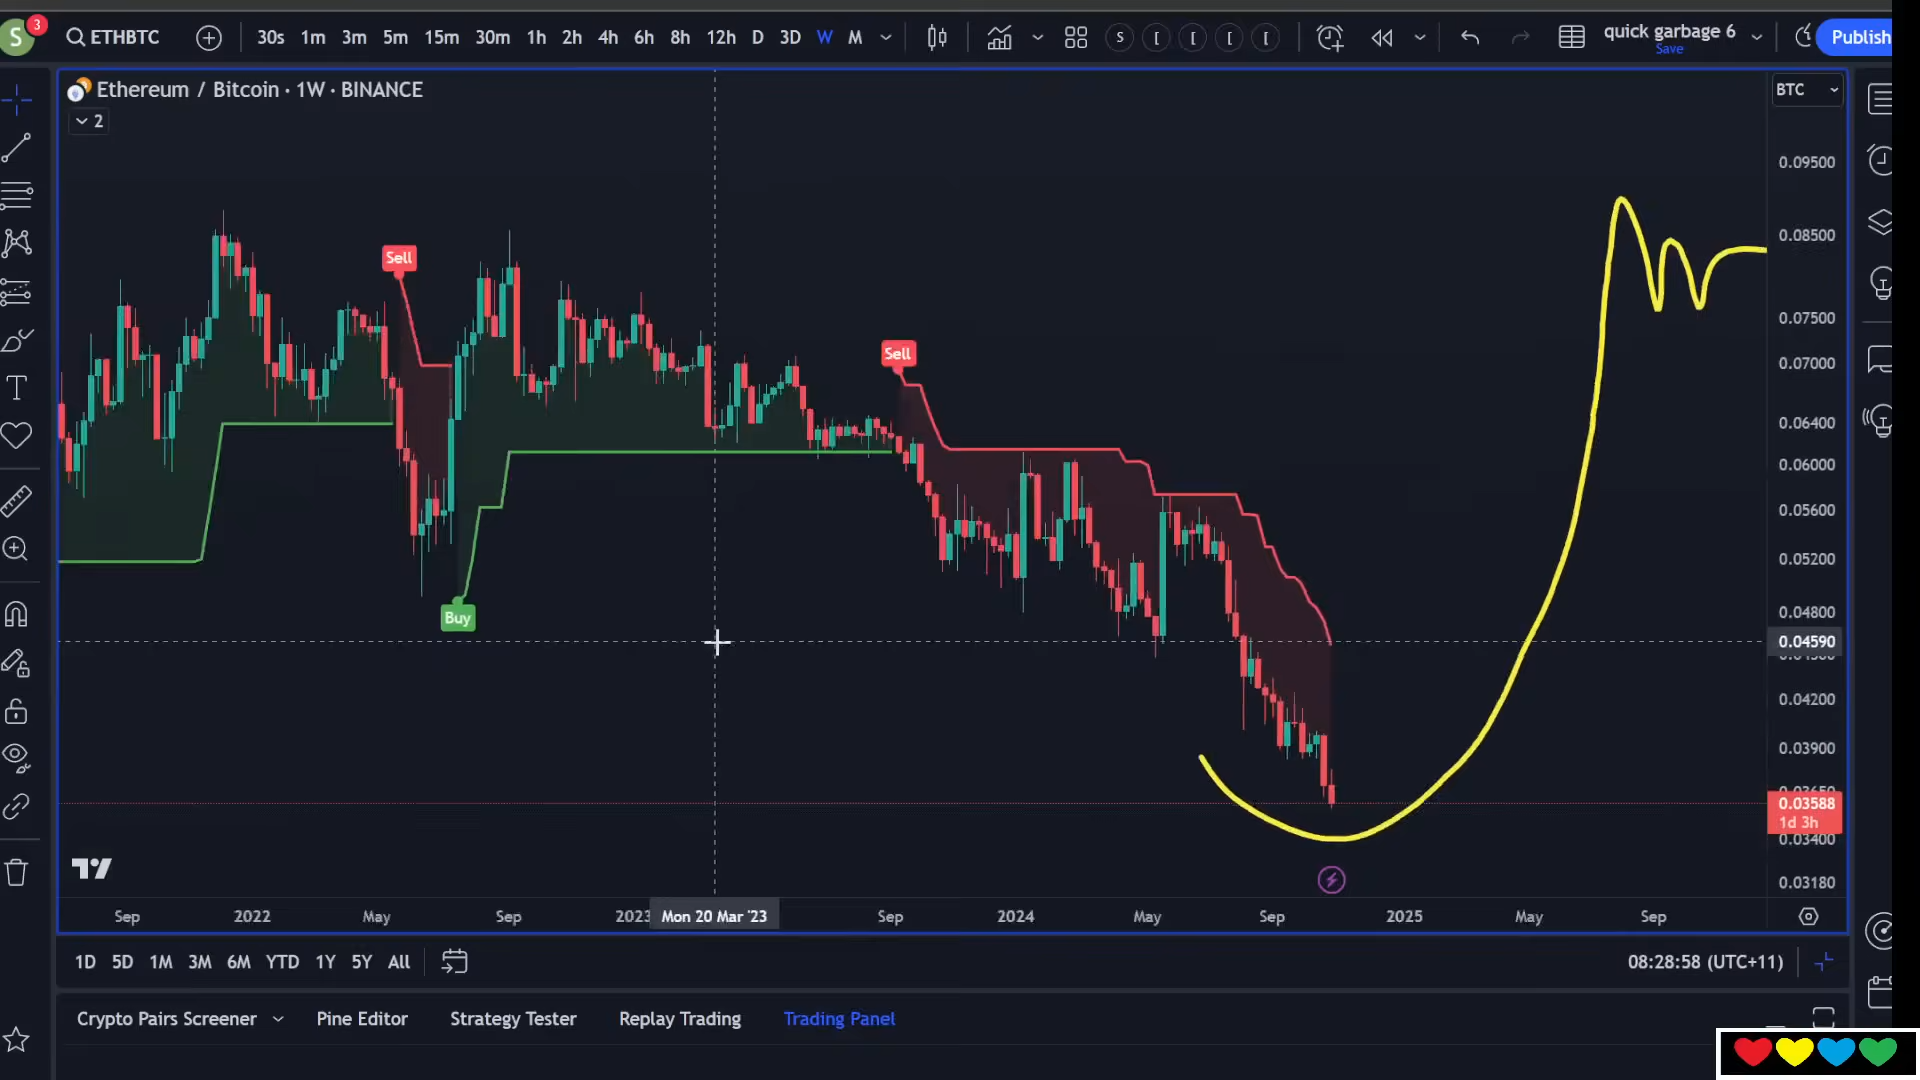 S 3 ETHBTC 30s 1m 3m 5m 15m 30m 1h 2h 4h 6h 8h 12h D 3D W M S [ [ [ [ quick garbage 6 Publish
Save
Ethereum / Bitcoin · 1W · BINANCE BTC
2
0.09500
0.08500
Sell
0.07500
Sell
0.07000
0.06400
0.06000
0.05600
0.05200
0.04800
Buy
0.04590
0.04200
0.03900
0.03588
1d 3h
0.03400
0.03180
Sep 2022 May Sep 2023 Mon 20 Mar '23 Sep 2024 May Sep 2025 May Sep
1D 5D 1M 3M 6M YTD 1Y 5Y All 08:28:58 (UTC+11)
Crypto Pairs Screener Pine Editor Strategy Tester Replay Trading Trading Panel